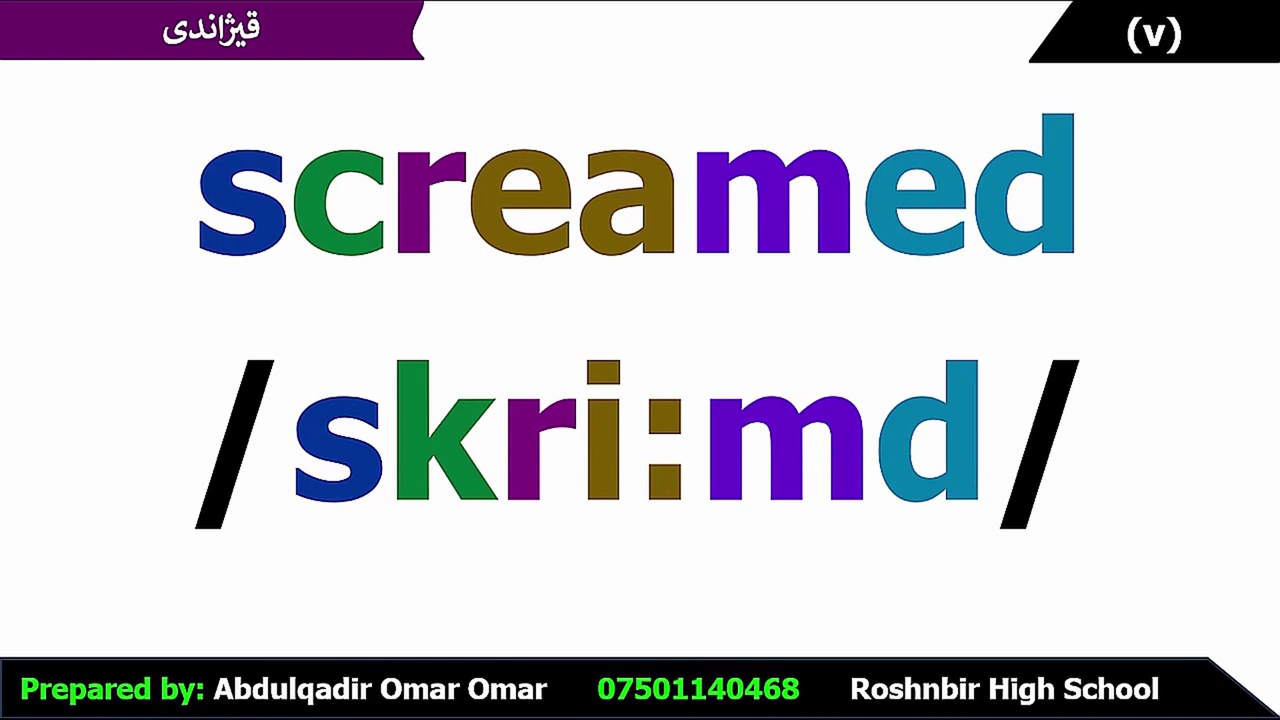 قیژاندی
(v)
screamed
/skri:md/
Prepared by: Abdulqadir Omar Omar 07501140468 Roshnbir High School